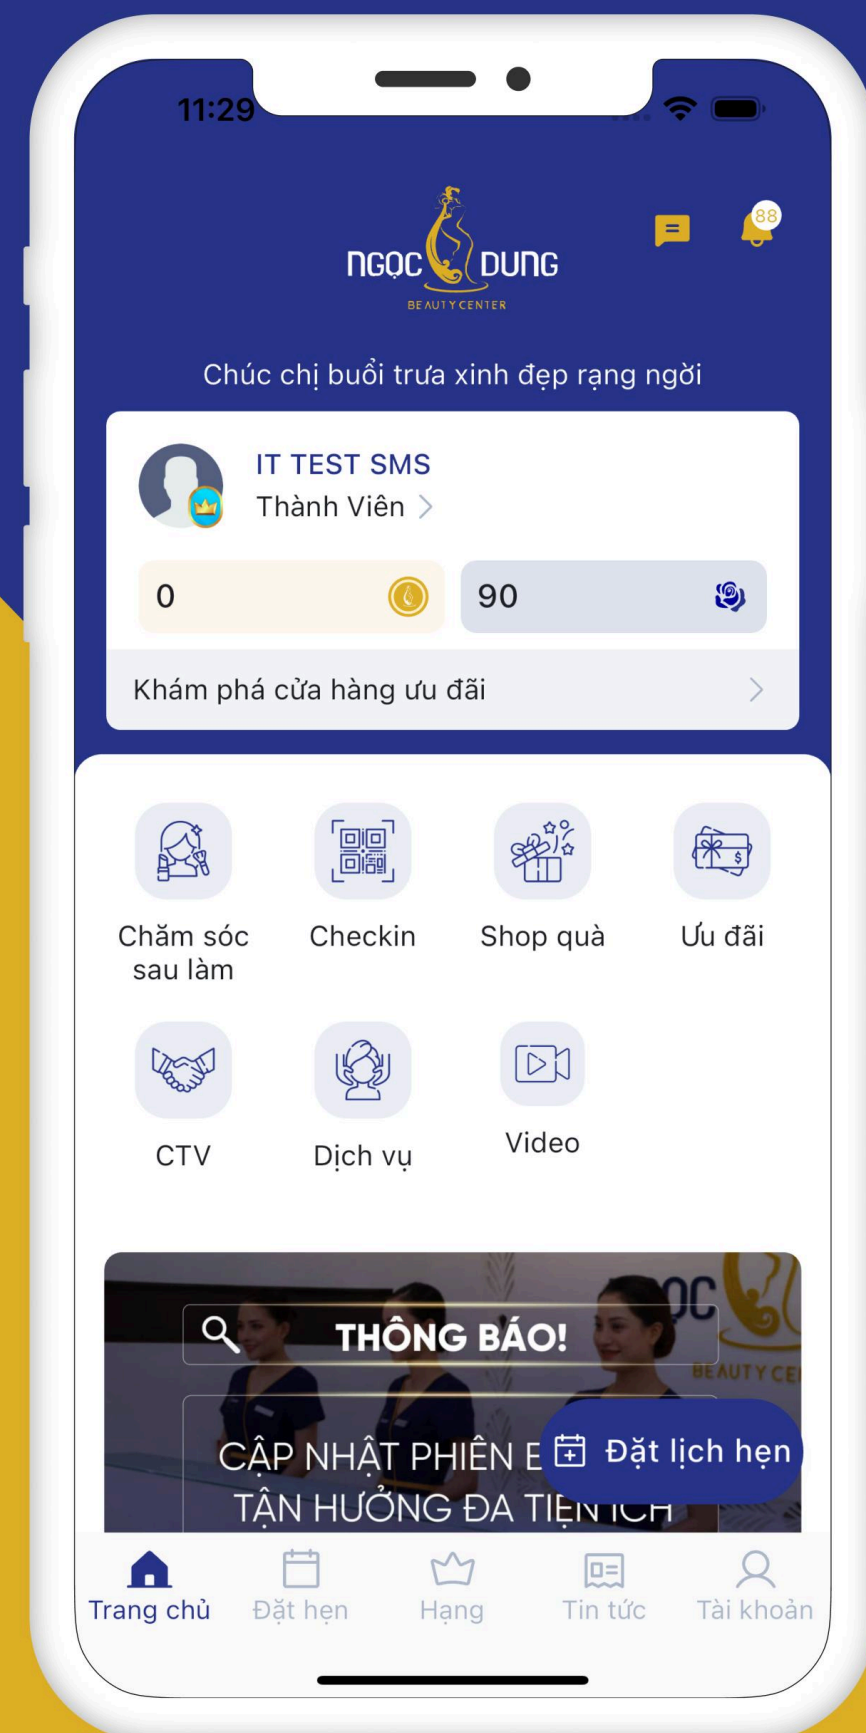 11:29
88
NGỌC DUNG
BEAUTY CENTER
Chúc chị buổi trưa xinh đẹp rạng ngời
IT TEST SMS
Thành Viên
0
90
Khám phá cửa hàng ưu đãi
Chăm sóc
sau làm
Checkin
Shop quà
Ưu đãi
CTV
Dịch vụ
Video
THÔNG BÁO!
BEAUTY CE
CẬP NHẬT PHIÊN
TẬN HƯỞNG ĐA TIỆN ÍCH
Đặt lịch hẹn
Trang chủ
Đặt hẹn
Hạng
Tin tức
Tài khoản